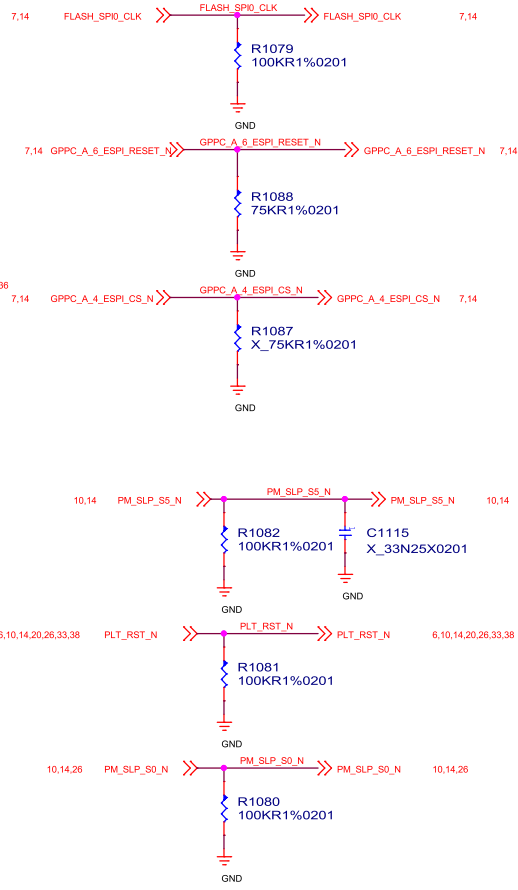 FLASH_SPI0_CLK
7,14 FLASH_SPI0_CLK FLASH_SPI0_CLK 7,14
R1079
100KR1%0201
GND
GPPC_A_6_ESPI_RESET_N
7,14 GPPC_A_6_ESPI_RESET_N GPPC_A_6_ESPI_RESET_N 7,14
R1088
75KR1%0201
GND
36
GPPC_A_4_ESPI_CS_N
7,14 GPPC_A_4_ESPI_CS_N GPPC_A_4_ESPI_CS_N 7,14
R1087
X_75KR1%0201
GND
PM_SLP_S5_N
10,14 PM_SLP_S5_N PM_SLP_S5_N 10,14
R1082 C1115
100KR1%0201 X_33N25X0201
GND GND
PLT_RST_N
6,10,14,20,26,33,38 PLT_RST_N PLT_RST_N 6,10,14,20,26,33,38
R1081
100KR1%0201
GND
PM_SLP_S0_N
10,14,26 PM_SLP_S0_N PM_SLP_S0_N 10,14,26
R1080
100KR1%0201
GND